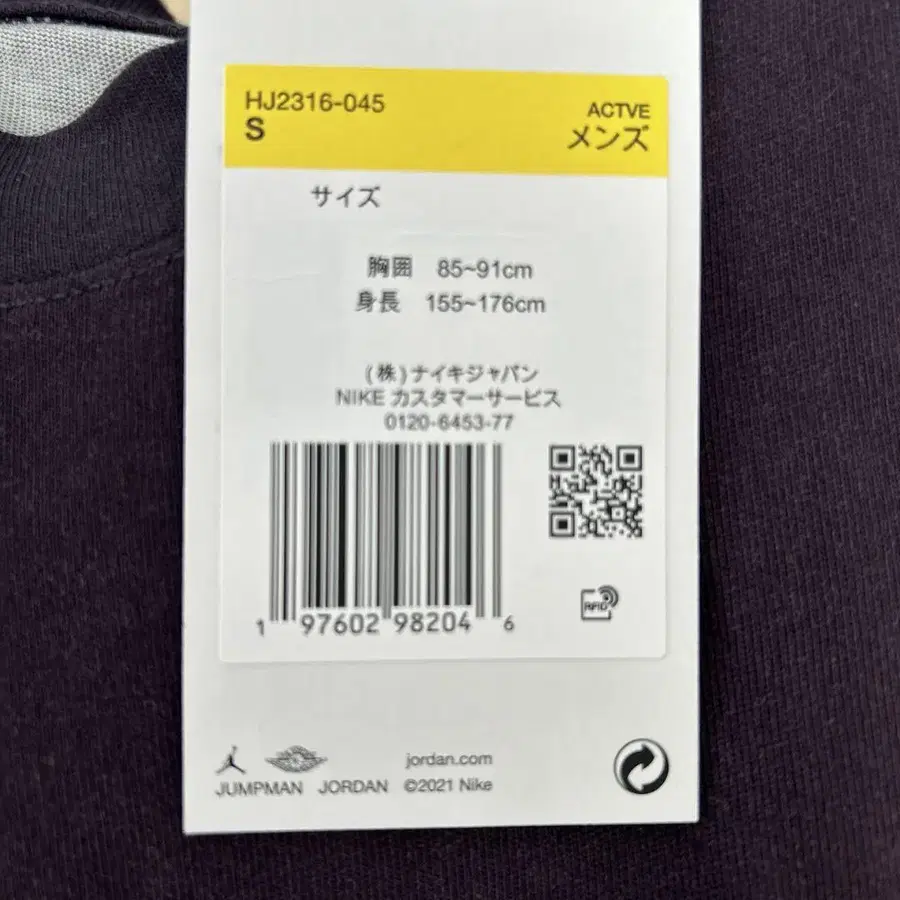 HJ2316-045
S
ACTVE
メンズ
サイズ
胸囲 85~91cm
身長 155~176cm
(株)ナイキジャパン
NIKE カスタマーサービス
0120-6453-77
1 97602 98204 6
RFID
jordan.com
JUMPMAN JORDAN ©2021 Nike